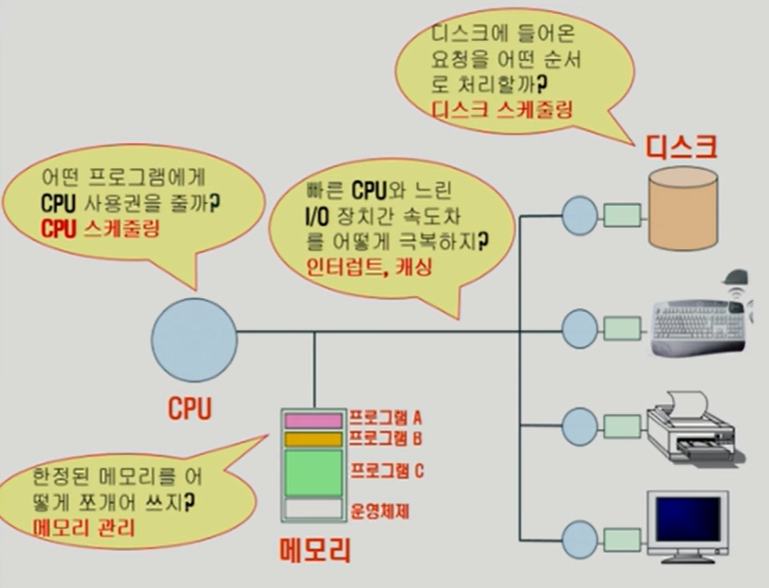 디스크에 들어온
요청을 어떤 순서
로 처리할까?
디스크 스케줄링
디스크
어떤 프로그램에게
CPU 사용권을 줄까?
CPU 스케줄링
빠른 CPU와 느린
I/O 장치간 속도차
를 어떻게 극복하지?
인터럽트, 캐싱
CPU
프로그램 A
프로그램 B
프로그램 C
운영체제
메모리
한정된 메모리를 어
떻게 쪼개어 쓰지?
메모리 관리